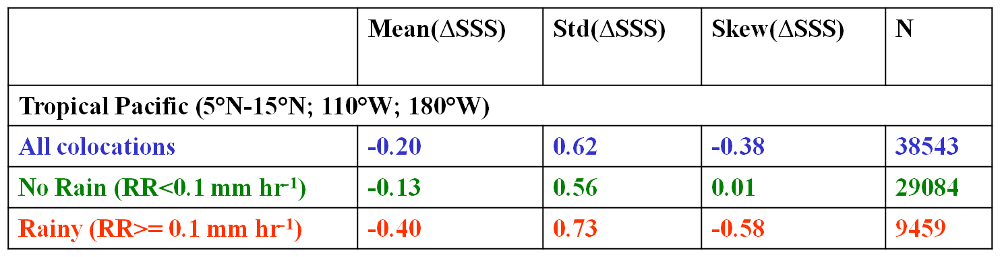 Mean(ΔSSS) Std(ΔSSS) Skew(ΔSSS) N
Tropical Pacific (5°N-15°N; 110°W; 180°W)
All colocations -0.20 0.62 -0.38 38543
No Rain (RR<0.1 mm hr⁻¹) -0.13 0.56 0.01 29084
Rainy (RR>= 0.1 mm hr⁻¹) -0.40 0.73 -0.58 9459